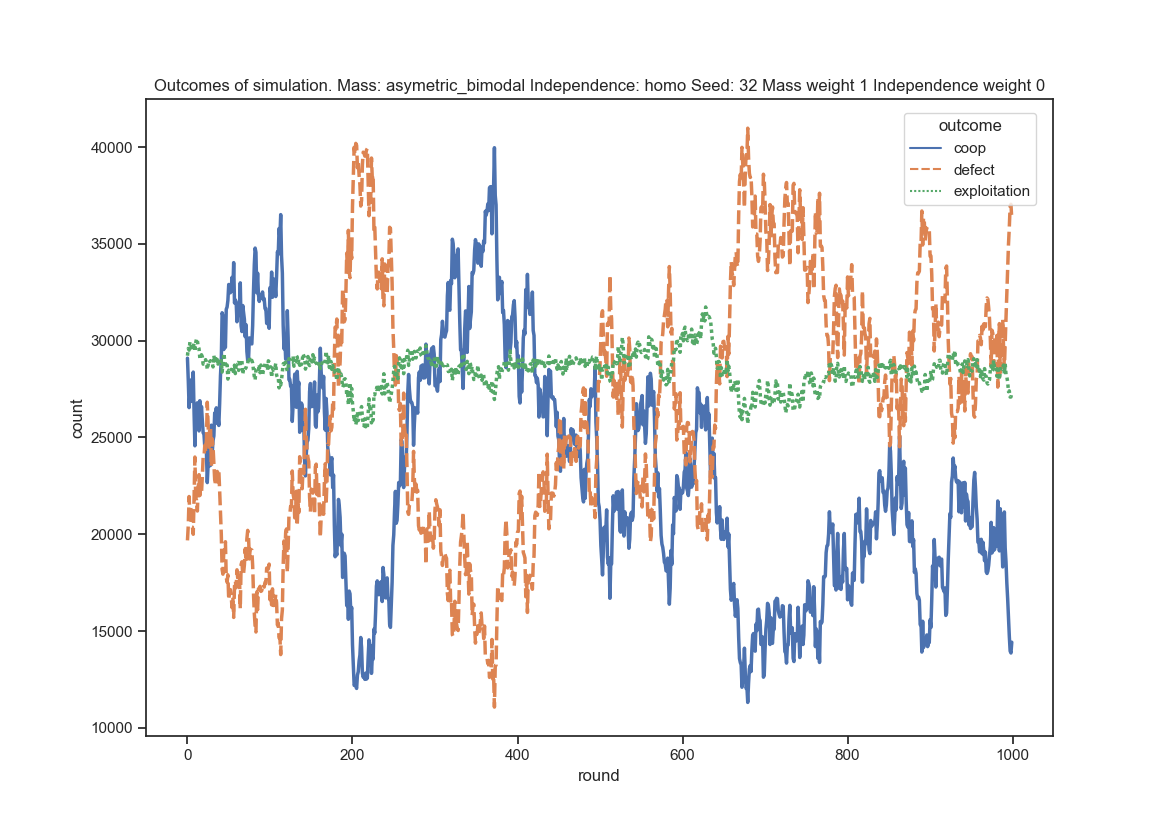 Outcomes of simulation. Mass: asymetric_bimodal Independence: homo Seed: 32 Mass weight 1 Independence weight 0
outcome
coop
defect
exploitation
40000
35000
30000
25000
20000
15000
10000
count
0 200 400 600 800 1000
round